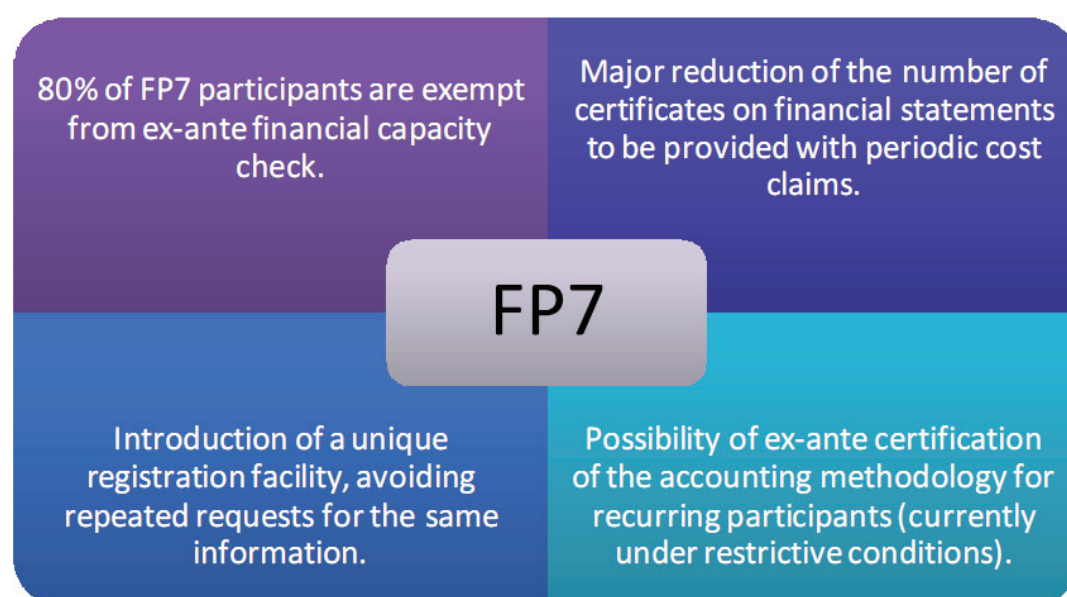 80% of FP7 participants are exempt
from ex-ante financial capacity
check.
Major reduction of the number of
certificates on financial statements
to be provided with periodic cost
claims.
FP7
Introduction of a unique
registration facility, avoiding
repeated requests for the same
information.
Possibility of ex-ante certification
of the accounting methodology for
recurring participants (currently
under restrictive conditions).